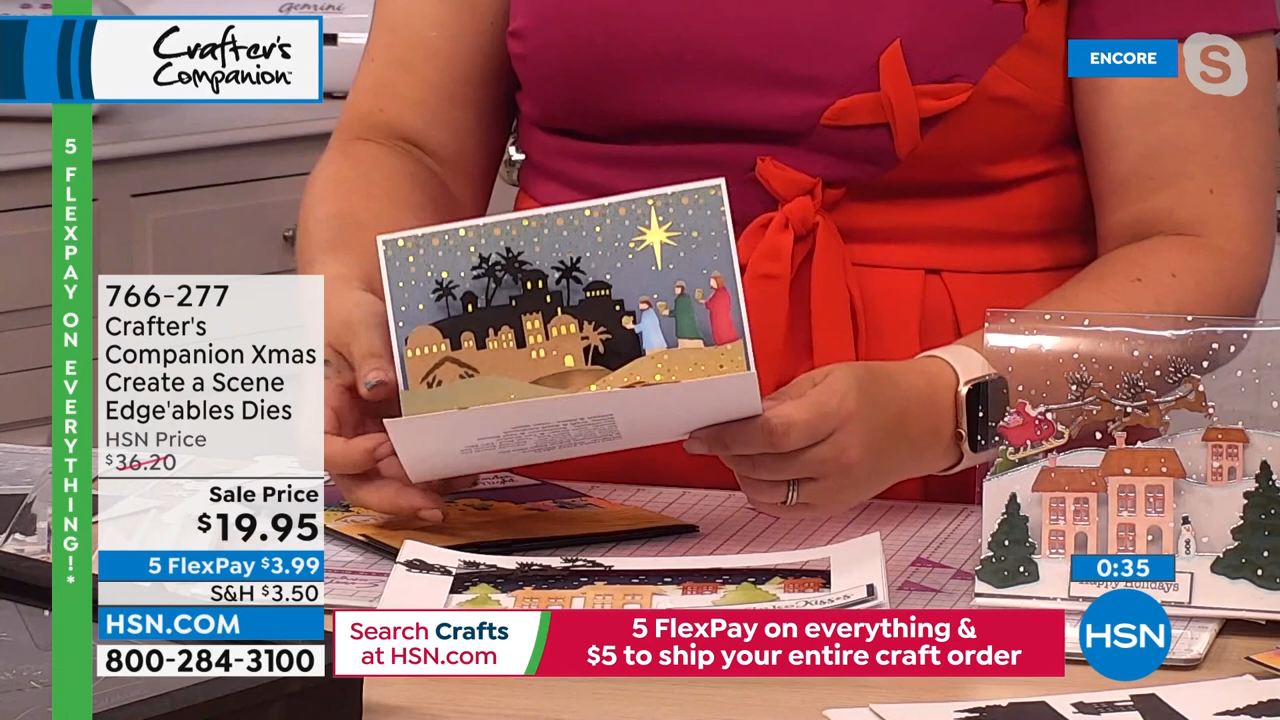 gemini
Crafter's
Companion
ENCORE
S
5 FLEXPAY ON EVERYTHING!*
766-277
Crafter's
Companion Xmas
Create a Scene
Edge'ables Dies
HSN Price
$36.20
Sale Price
$19.95
5 FlexPay $3.99
S&H $3.50
HSN.COM
800-284-3100
Search Crafts
at HSN.com
5 FlexPay on everything &
$5 to ship your entire craft order
0:35
HSN
Happy Holidays